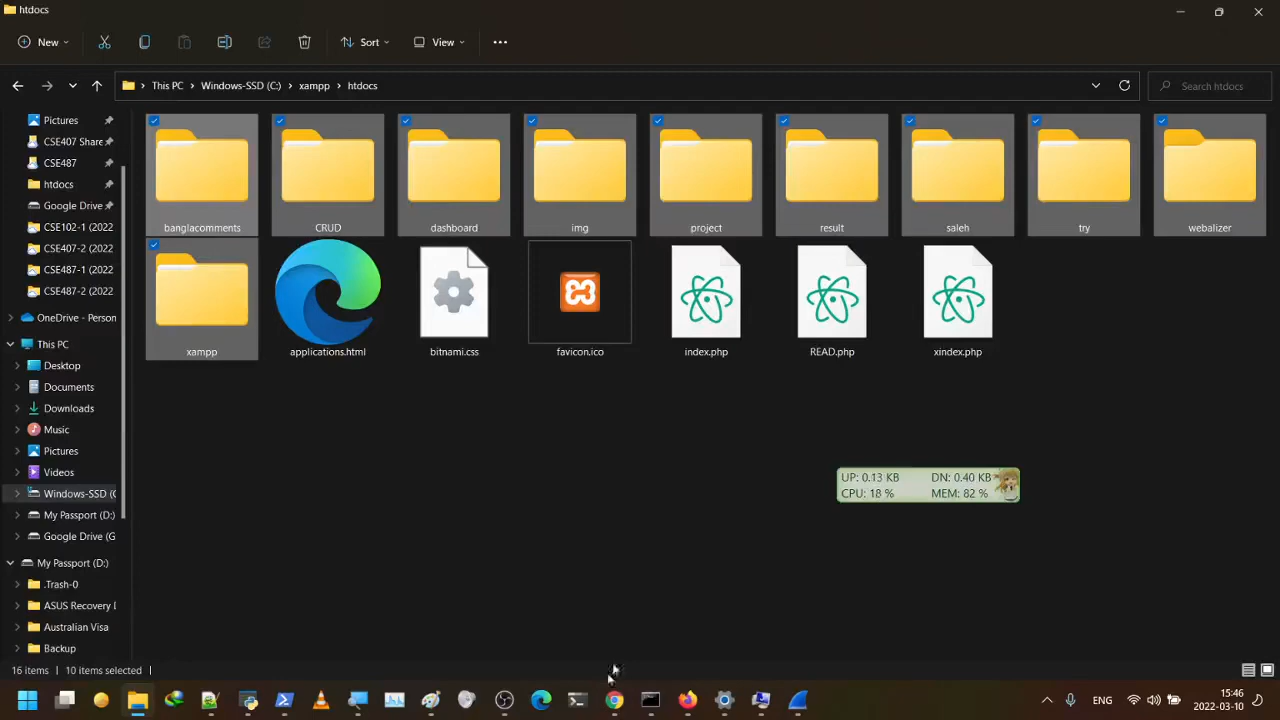 htdocs
New
Sort
View
This PC
Windows-SSD (C:)
xampp
htdocs
Search htdocs
Pictures
CSE407 Share
CSE487
htdocs
Google Drive
CSE102-1 (2022
CSE407-2 (2022
CSE487-1 (2022
CSE487-2 (2022
OneDrive - Person
This PC
Desktop
Documents
Downloads
Music
Pictures
Videos
Windows-SSD (C
My Passport (D:)
Google Drive (G
My Passport (D:)
.Trash-0
ASUS Recovery D
Australian Visa
Backup
banglacomments
CRUD
dashboard
img
project
result
saleh
try
webalizer
xampp
applications.html
bitnami.css
favicon.ico
index.php
READ.php
xindex.php
UP: 0.13 KB DN: 0.40 KB
CPU: 18 % MEM: 82 %
16 items 10 items selected
ENG
15:46
2022-03-10